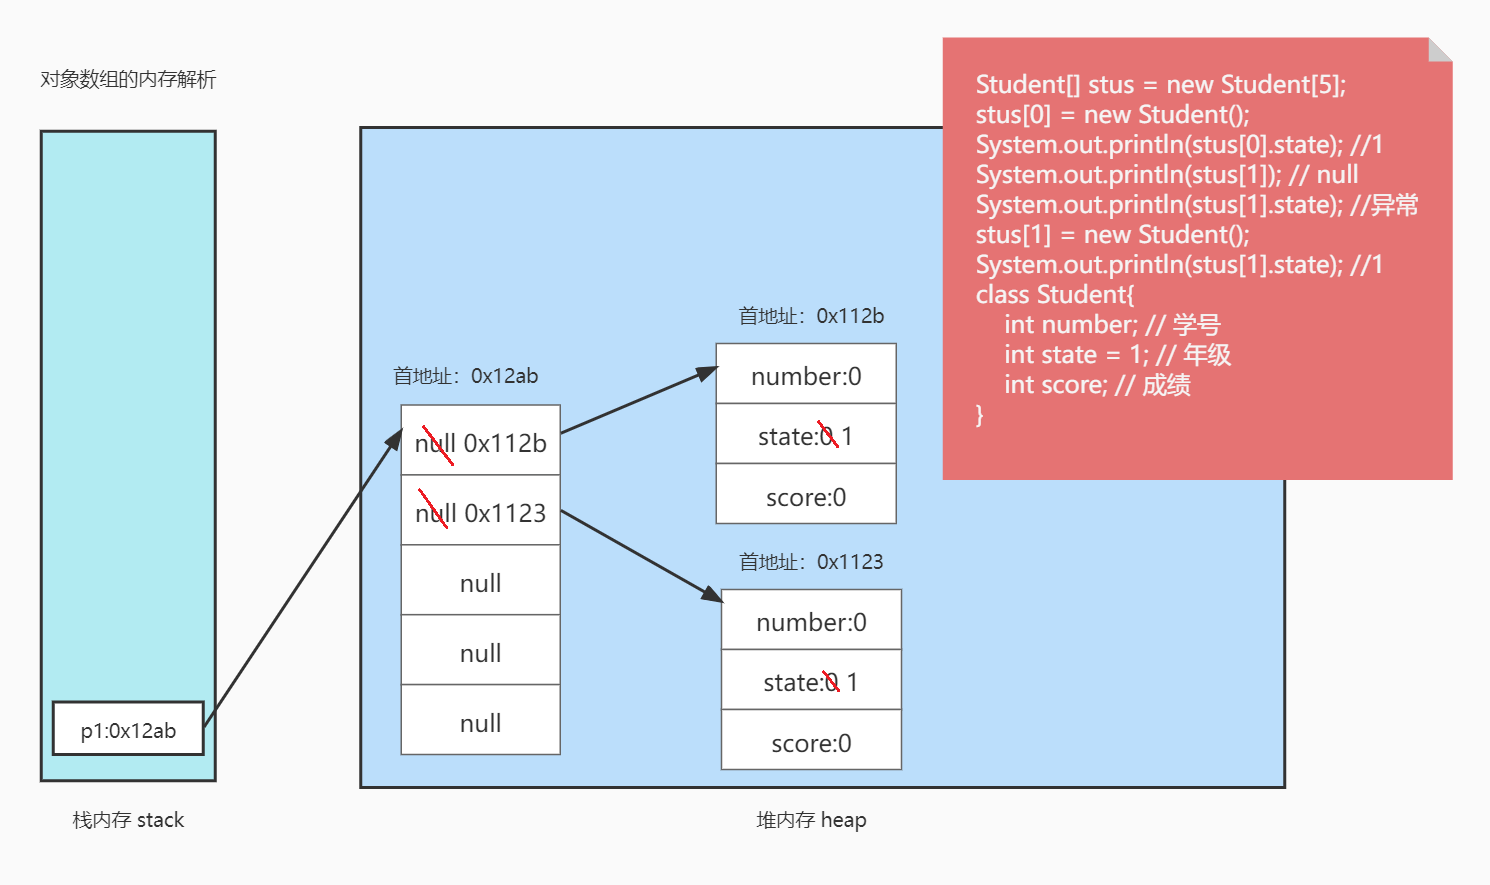 对象数组的内存解析
Student[] stus = new Student[5];
stus[0] = new Student();
System.out.println(stus[0].state); //1
System.out.println(stus[1]); // null
System.out.println(stus[1].state); //异常
stus[1] = new Student();
System.out.println(stus[1].state); //1
class Student{
int number; // 学号
int state = 1; // 年级
int score; // 成绩
}
首地址：0x12ab
null 0x112b
null 0x1123
null
null
null
首地址：0x112b
number:0
state:0 1
score:0
首地址：0x1123
number:0
state:0 1
score:0
p1:0x12ab
栈内存 stack
堆内存 heap